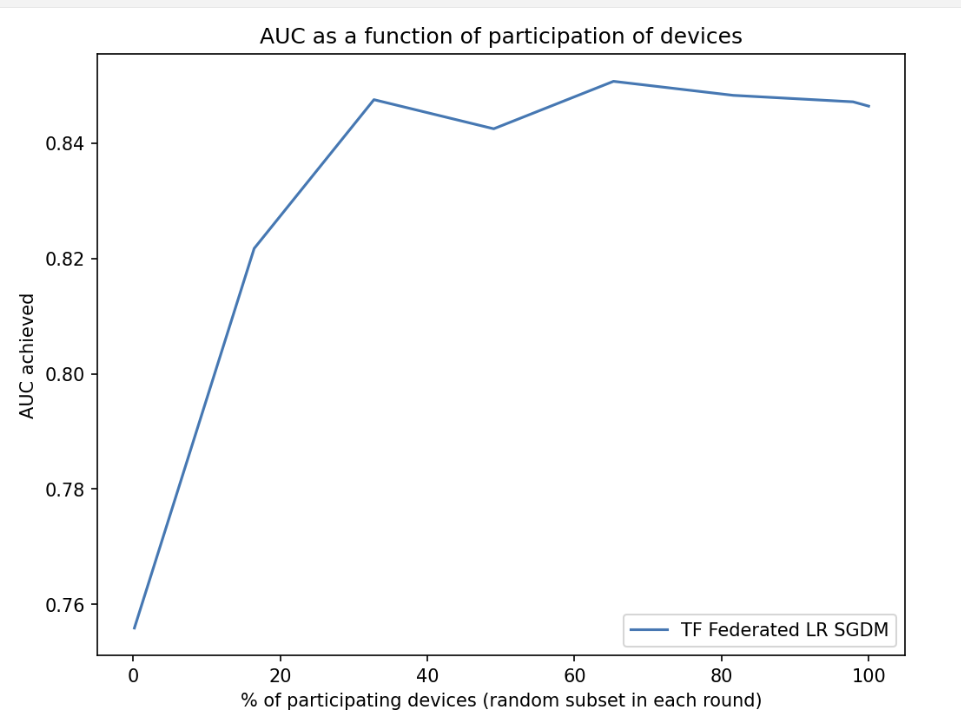 AUC as a function of participation of devices
AUC achieved
0.84
0.82
0.80
0.78
0.76
TF Federated LR SGDM
0 20 40 60 80 100
% of participating devices (random subset in each round)